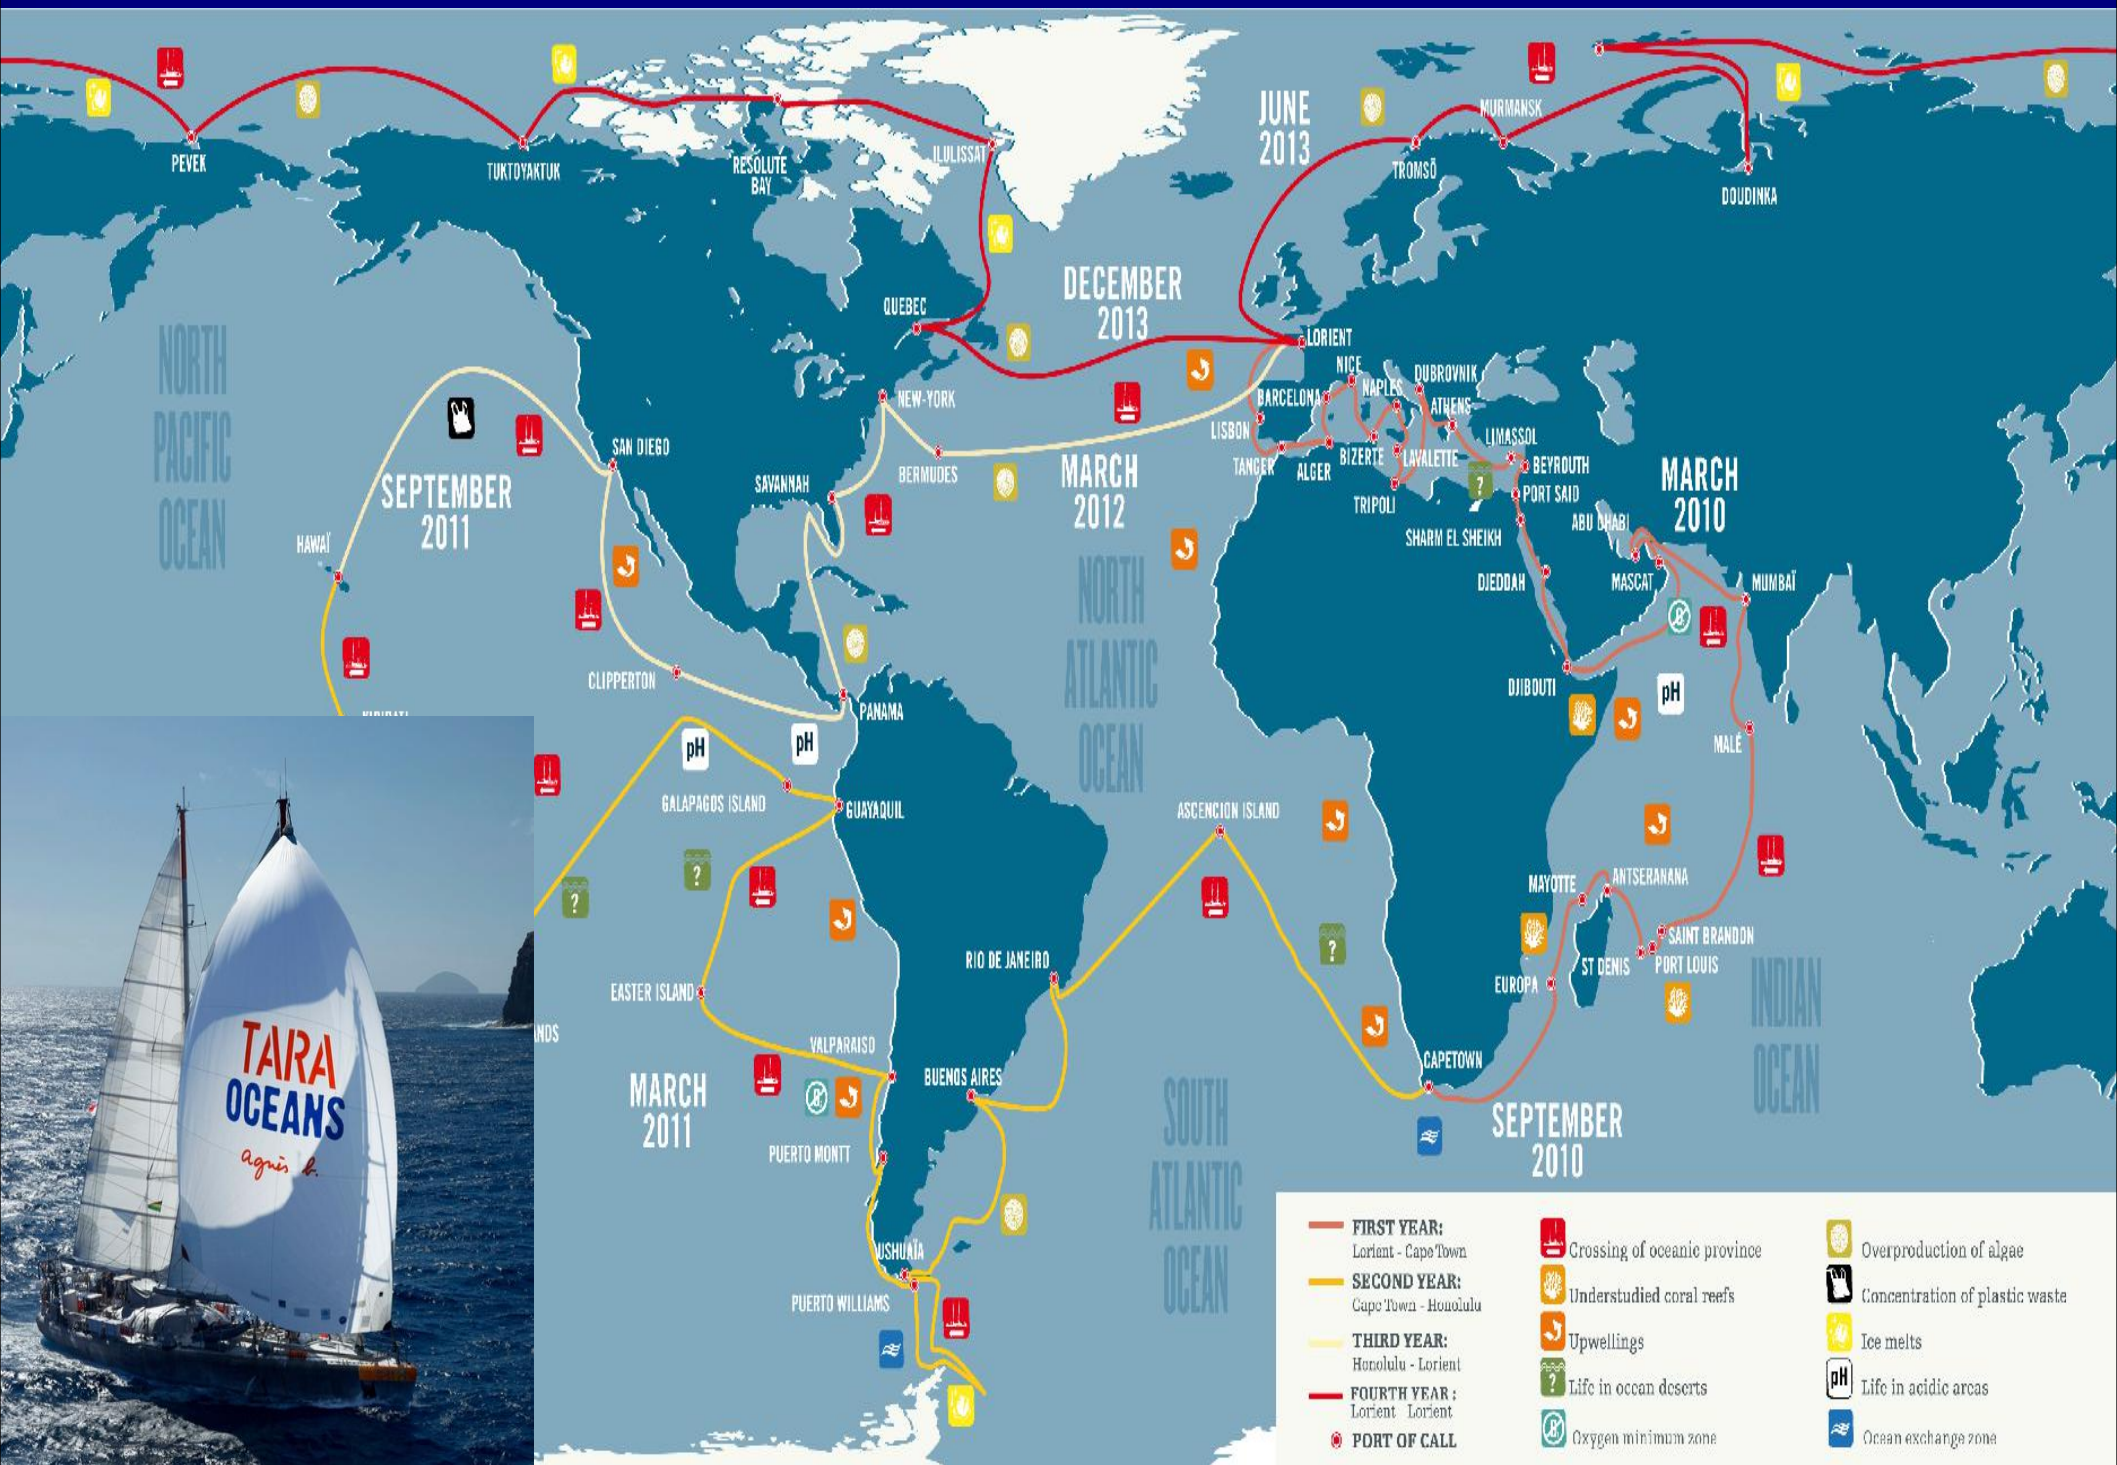 PEVEK
TUKTOYAKTUK
RESOLUTE
BAY
ILULISSAT
JUNE
2013
MURMANSK
TROMSÖ
DOUDINKA
DECEMBER
2013
QUEBEC
LORIENT
NICE
DUBROVNIK
NAPLES
BARCELONA
ATHENS
NEW-YORK
LISBON
LIMASSOL
BEYROUTH
BERMUDES
TANGER
ALGER
BIZERTE
LAVALETTE
TRIPOLI
PORT SAID
SHARM EL SHEIKH
ABU DHABI
MARCH
2010
NORTH
PACIFIC
OCEAN
SAN DIEGO
SEPTEMBER
2011
SAVANNAH
MARCH
2012
HAWAÏ
DJEDDAH
MASCAT
MUMBAÏ
NORTH
ATLANTIC
OCEAN
CLIPPERTON
PANAMA
DJIBOUTI
pH
MALÉ
pH
pH
GALAPAGOS ISLAND
GUAYAQUIL
ASCENCION ISLAND
?
?
?
?
MAYOTTE
ANTSERANANA
SAINT BRANDON
ST DENIS
PORT LOUIS
EUROPA
INDIAN
OCEAN
EASTER ISLAND
RIO DE JANEIRO
VALPARAISO
BUENOS AIRES
CAPETOWN
MARCH
2011
SEPTEMBER
2010
PUERTO MONTT
SOUTH
ATLANTIC
OCEAN
USHUAÏA
PUERTO WILLIAMS
TARA
OCEANS
agnès b.
FIRST YEAR:
Lorient - Cape Town
SECOND YEAR:
Cape Town - Honolulu
THIRD YEAR:
Honolulu - Lorient
FOURTH YEAR :
Lorient Lorient
PORT OF CALL
Crossing of oceanic province
Understudied coral reefs
Upwellings
?
Life in ocean deserts
Oxygen minimum zone
Overproduction of algae
Concentration of plastic waste
Ice melts
pH
Life in acidic areas
Ocean exchange zone